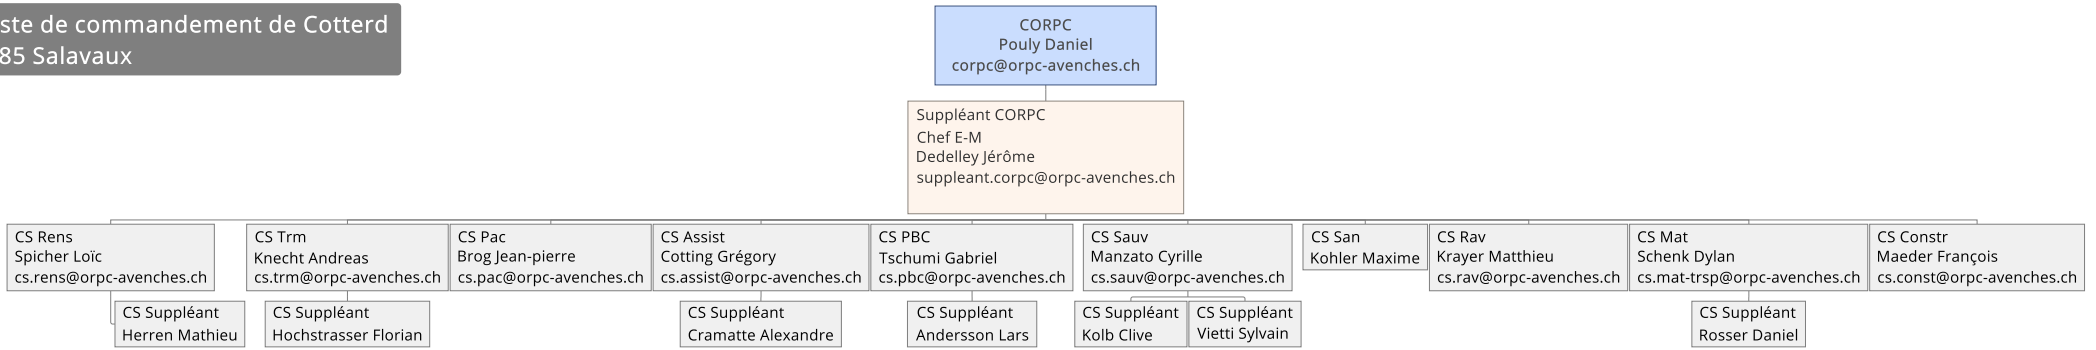 ste de commandement de Cotterd
85 Salavaux
CORPC
Pouly Daniel
corpc@orpc-avenches.ch
Suppléant CORPC
Chef E-M
Dedelley Jérôme
suppleant.corpc@orpc-avenches.ch
CS Rens
Spicher Loïc
cs.rens@orpc-avenches.ch
CS Trm
Knecht Andreas
cs.trm@orpc-avenches.ch
CS Pac
Brog Jean-pierre
cs.pac@orpc-avenches.ch
CS Assist
Cotting Grégory
cs.assist@orpc-avenches.ch
CS PBC
Tschumi Gabriel
cs.pbc@orpc-avenches.ch
CS Sauv
Manzato Cyrille
cs.sauv@orpc-avenches.ch
CS San
Kohler Maxime
CS Rav
Krayer Matthieu
cs.rav@orpc-avenches.ch
CS Mat
Schenk Dylan
cs.mat-trsp@orpc-avenches.ch
CS Constr
Maeder François
cs.const@orpc-avenches.ch
CS Suppléant
Herren Mathieu
CS Suppléant
Hochstrasser Florian
CS Suppléant
Cramatte Alexandre
CS Suppléant
Andersson Lars
CS Suppléant
Kolb Clive
CS Suppléant
Vietti Sylvain
CS Suppléant
Rosser Daniel